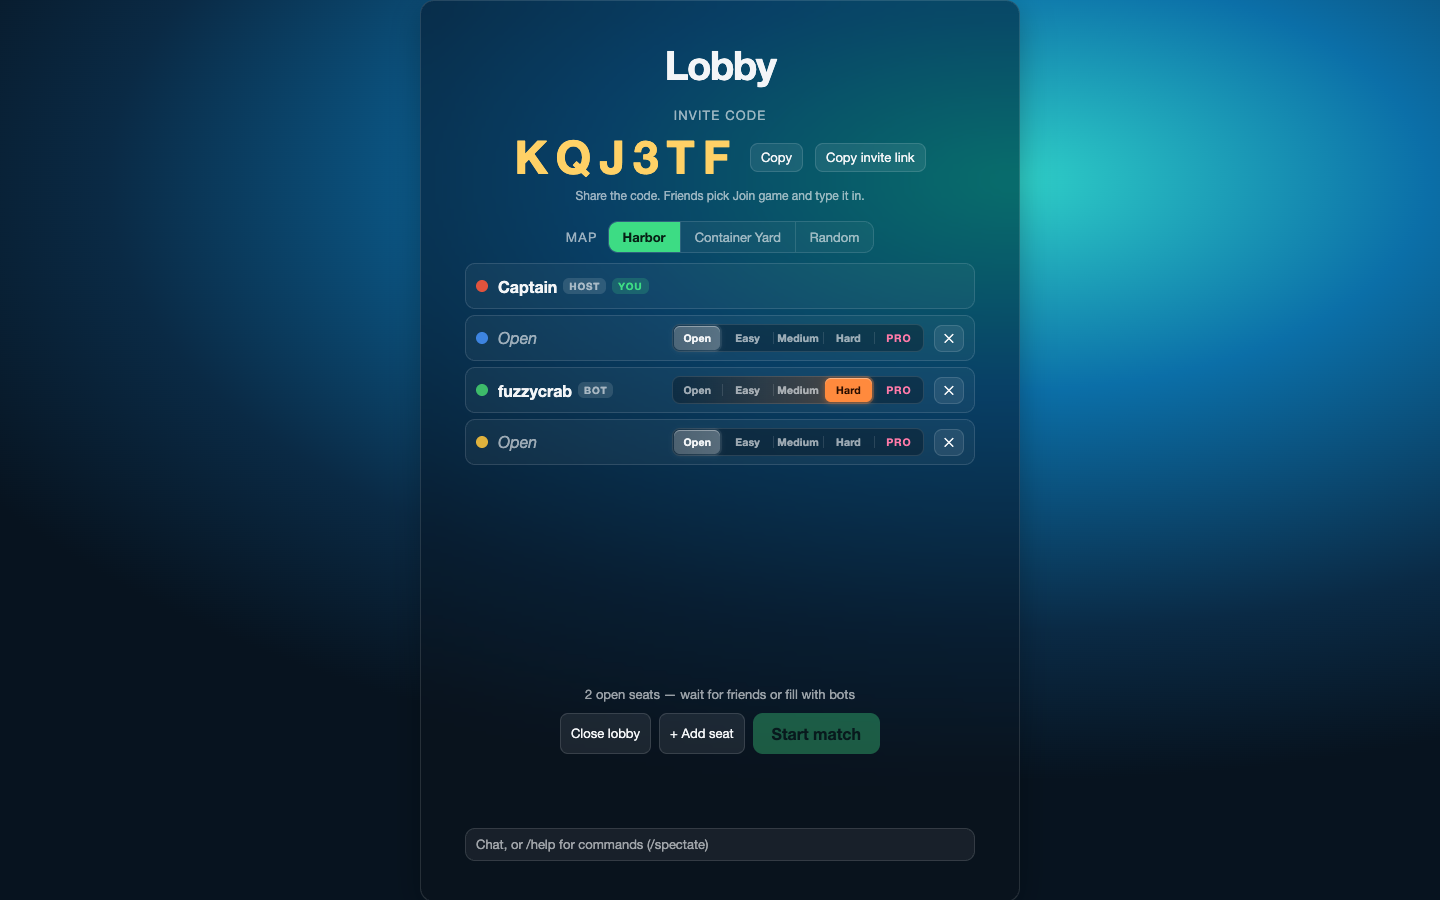 Lobby
INVITE CODE
KQJ3TF Copy Copy invite link
Share the code. Friends pick Join game and type it in.
MAP Harbor Container Yard Random
Captain HOST YOU
Open Open Easy Medium Hard PRO ×
fuzzycrab BOT Open Easy Medium Hard PRO ×
Open Open Easy Medium Hard PRO ×
2 open seats — wait for friends or fill with bots
Close lobby + Add seat Start match
Chat, or /help for commands (/spectate)